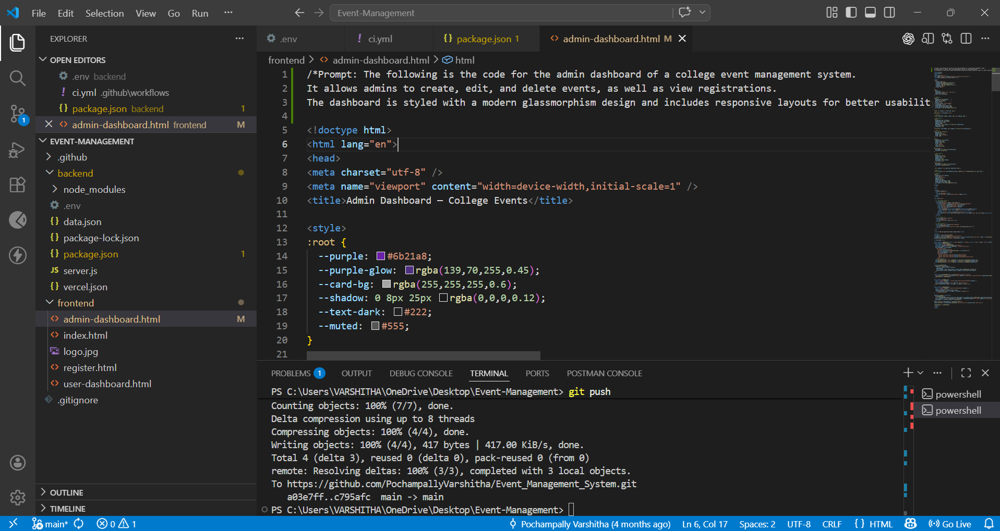 File Edit Selection View Go Run ···
Event-Management
EXPLORER
OPEN EDITORS
.env backend
! ci.yml .github\workflows
{} package.json backend 1
<> admin-dashboard.html frontend M
EVENT-MANAGEMENT
.github
backend
node_modules
.env
{} data.json
{} package-lock.json
{} package.json 1
JS server.js
{} vercel.json
frontend
<> admin-dashboard.html M
<> index.html
logo.jpg
<> register.html
<> user-dashboard.html
.gitignore
OUTLINE
TIMELINE
.env
! ci.yml
{} package.json 1
<> admin-dashboard.html M
frontend > <> admin-dashboard.html > html
1 /*Prompt: The following is the code for the admin dashboard of a college event management system.
2 It allows admins to create, edit, and delete events, as well as view registrations.
3 The dashboard is styled with a modern glassmorphism design and includes responsive layouts for better usabilit
4
5 <!doctype html>
6 <html lang="en">
7 <head>
8 <meta charset="utf-8" />
9 <meta name="viewport" content="width=device-width,initial-scale=1" />
10 <title>Admin Dashboard — College Events</title>
11
12 <style>
13 :root {
14 --purple: #6b21a8;
15 --purple-glow: rgba(139,70,255,0.45);
16 --card-bg: rgba(255,255,255,0.6);
17 --shadow: 0 8px 25px rgba(0,0,0,0.12);
18 --text-dark: #222;
19 --muted: #555;
20 }
21
PROBLEMS 1 OUTPUT DEBUG CONSOLE TERMINAL PORTS POSTMAN CONSOLE
PS C:\Users\VARSHITHA\OneDrive\Desktop\Event-Management> git push
Counting objects: 100% (7/7), done.
Delta compression using up to 8 threads
Compressing objects: 100% (4/4), done.
Writing objects: 100% (4/4), 417 bytes | 417.00 KiB/s, done.
Total 4 (delta 3), reused 0 (delta 0), pack-reused 0 (from 0)
remote: Resolving deltas: 100% (3/3), completed with 3 local objects.
To https://github.com/PochampallyVarshitha/Event_Management_System.git
a03e7ff..c795afc main -> main
PS C:\Users\VARSHITHA\OneDrive\Desktop\Event-Management>
powershell
powershell
1
main* 0 1
Pochampally Varshitha (4 months ago) Ln 6, Col 17 Spaces: 2 UTF-8 CRLF {} HTML Go Live